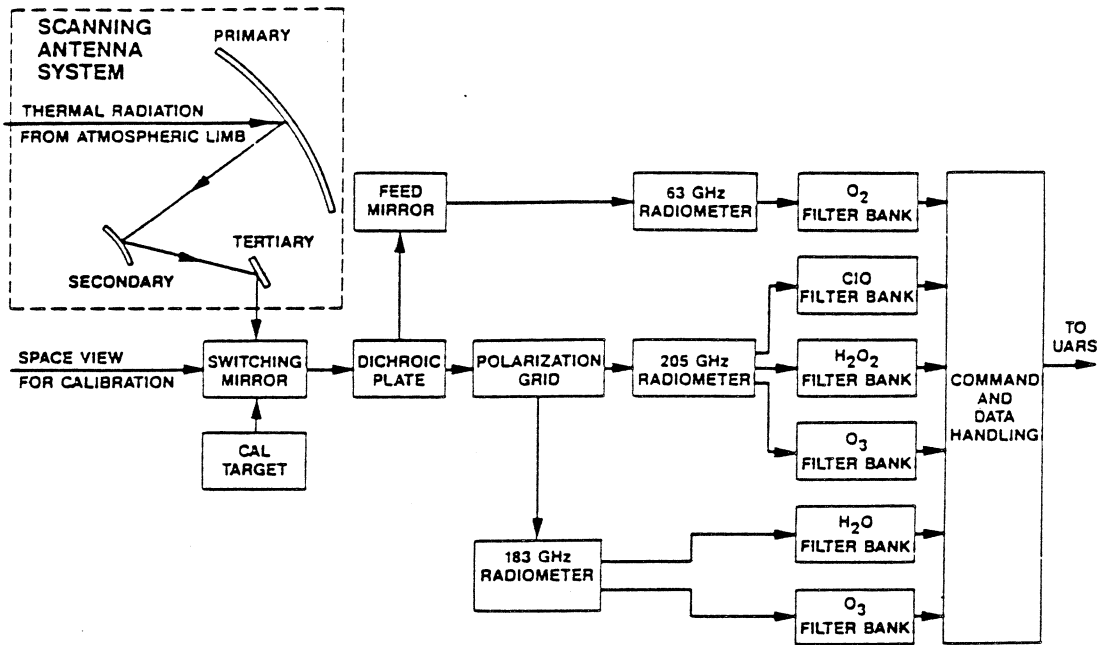 SCANNING
ANTENNA
SYSTEM
PRIMARY
THERMAL RADIATION
FROM ATMOSPHERIC LIMB
SECONDARY
TERTIARY
FEED
MIRROR
63 GHz
RADIOMETER
O₂
FILTER BANK
ClO
FILTER BANK
SPACE VIEW
FOR CALIBRATION
SWITCHING
MIRROR
DICHROIC
PLATE
POLARIZATION
GRID
205 GHz
RADIOMETER
H₂O₂
FILTER BANK
COMMAND
AND
DATA
HANDLING
TO
UARS
CAL
TARGET
O₃
FILTER BANK
183 GHz
RADIOMETER
H₂O
FILTER BANK
O₃
FILTER BANK